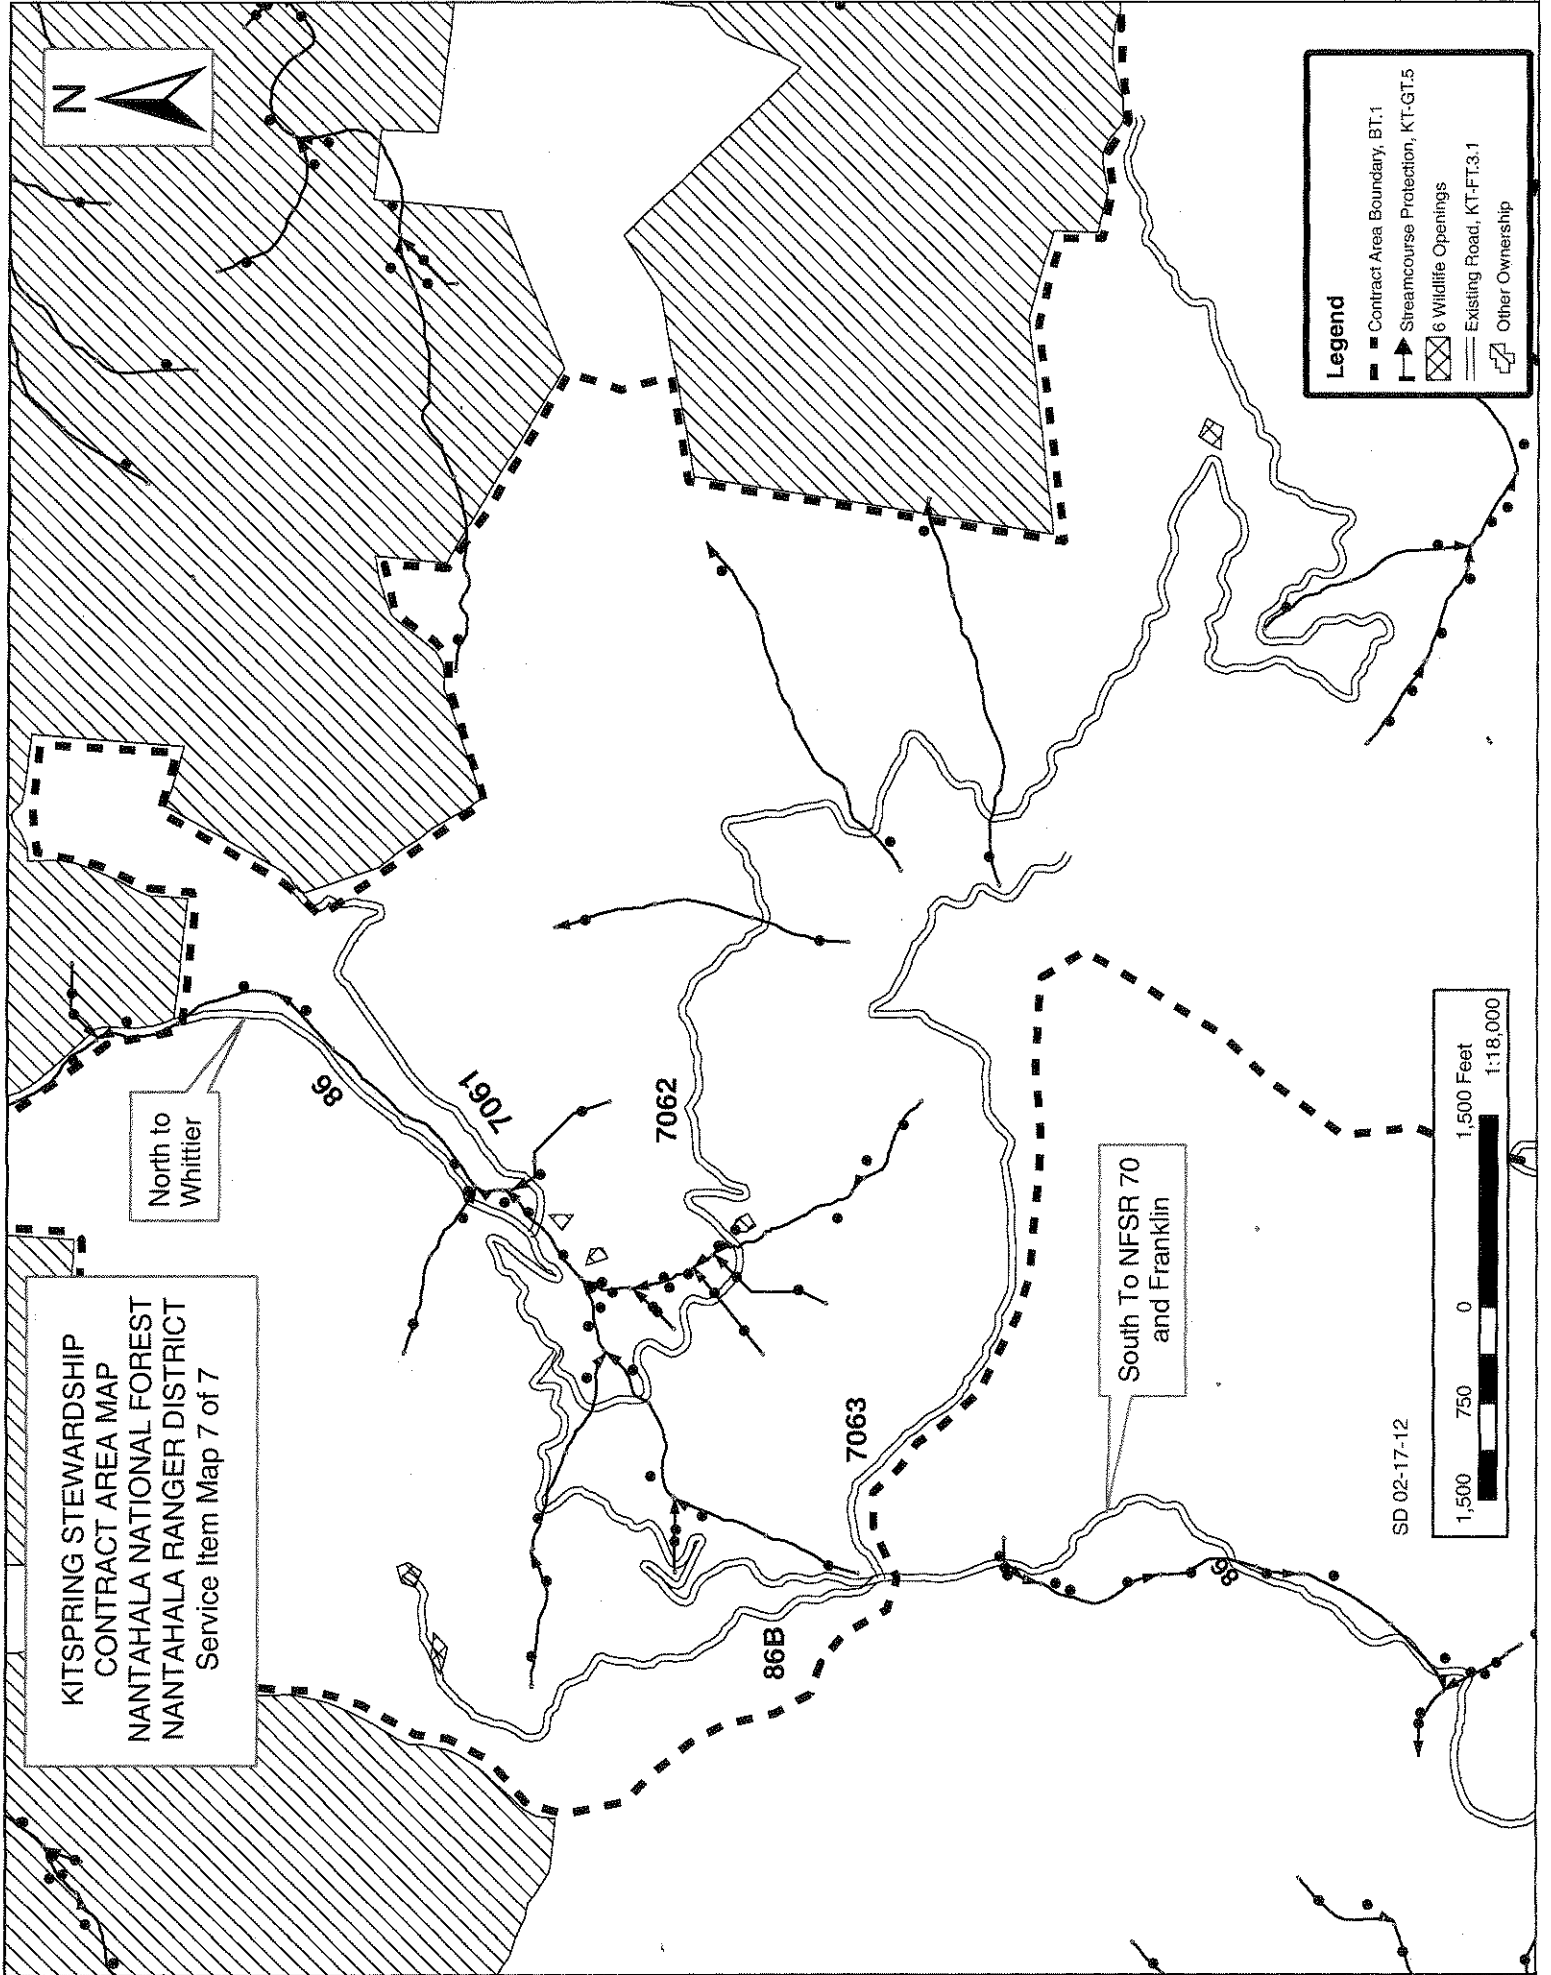 KITSPRING STEWARDSHIP
CONTRACT AREA MAP
NANTAHALA NATIONAL FOREST
NANTAHALA RANGER DISTRICT
Service Item Map 7 of 7
North to
Whittier
N
86
7061
7062
7063
86B
86
South To NFSR 70
and Franklin
SD 02-17-12
1,500 750 0 1,500 Feet
1:18,000
Legend
Contract Area Boundary, BT.1
Streamcourse Protection, KT-GT.5
6 Wildlife Openings
Existing Road, KT-FT.3.1
Other Ownership